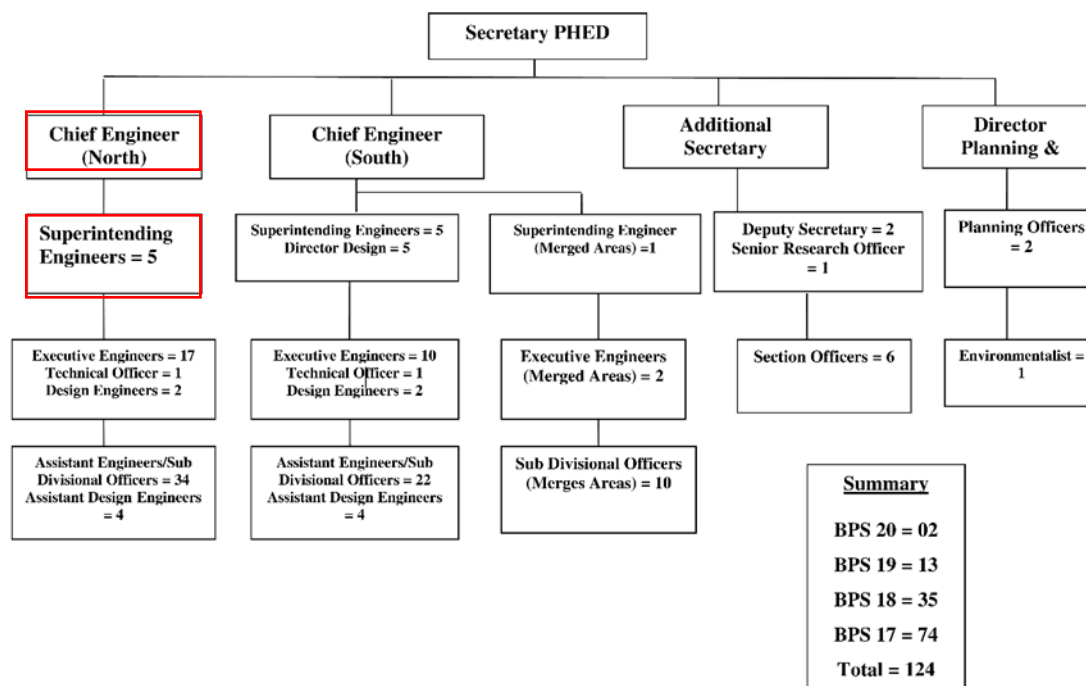 Secretary PHED
Chief Engineer
(North)
Chief Engineer
(South)
Additional
Secretary
Director
Planning &
Superintending
Engineers = 5
Superintending Engineers = 5
Director Design = 5
Superintending Engineer
(Merged Areas) =1
Deputy Secretary = 2
Senior Research Officer
= 1
Planning Officers
= 2
Executive Engineers = 17
Technical Officer = 1
Design Engineers = 2
Executive Engineers = 10
Technical Officer = 1
Design Engineers = 2
Executive Engineers
(Merged Areas) = 2
Section Officers = 6
Environmentalist =
1
Assistant Engineers/Sub
Divisional Officers = 34
Assistant Design Engineers
= 4
Assistant Engineers/Sub
Divisional Officers = 22
Assistant Design Engineers
= 4
Sub Divisional Officers
(Merges Areas) = 10
Summary
BPS 20 = 02
BPS 19 = 13
BPS 18 = 35
BPS 17 = 74
Total = 124